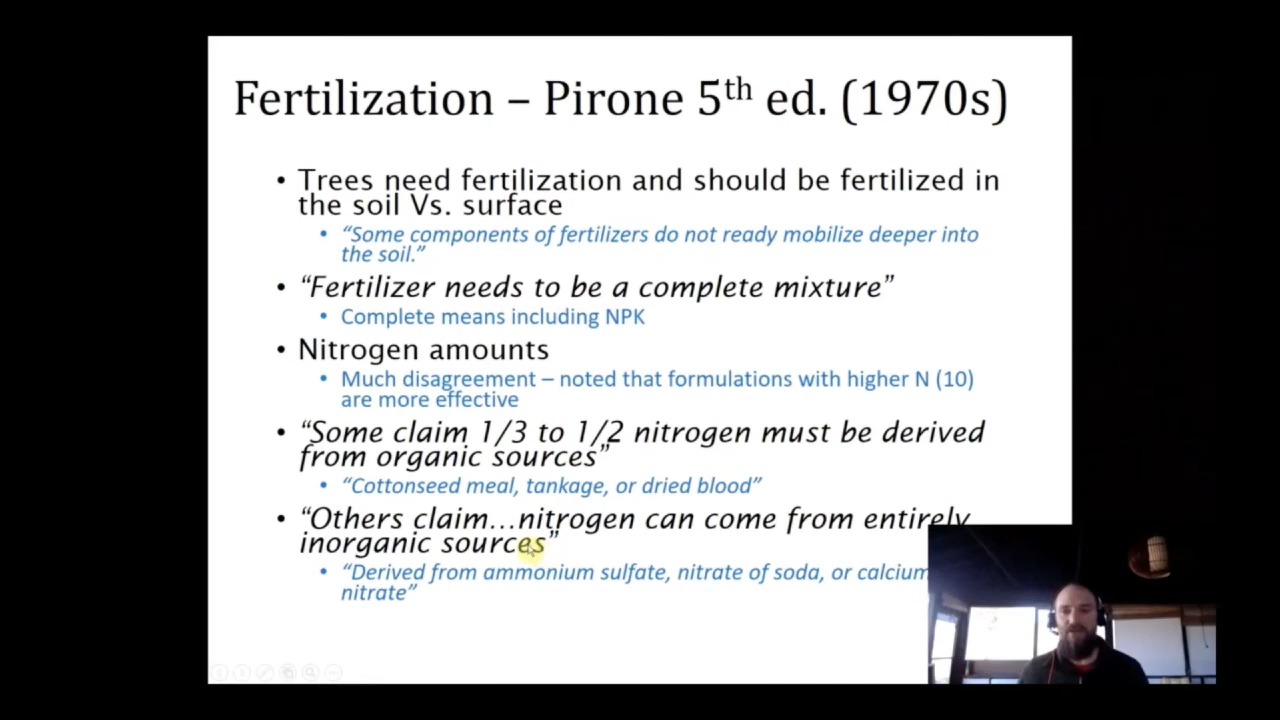 Fertilization – Pirone 5th ed. (1970s)
• Trees need fertilization and should be fertilized in
the soil Vs. surface
• “Some components of fertilizers do not ready mobilize deeper into
the soil.”
• “Fertilizer needs to be a complete mixture”
• Complete means including NPK
• Nitrogen amounts
• Much disagreement – noted that formulations with higher N (10)
are more effective
• “Some claim 1/3 to 1/2 nitrogen must be derived
from organic sources”
• “Cottonseed meal, tankage, or dried blood”
• “Others claim…nitrogen can come from entirely
inorganic sources”
• “Derived from ammonium sulfate, nitrate of soda, or calcium
nitrate”